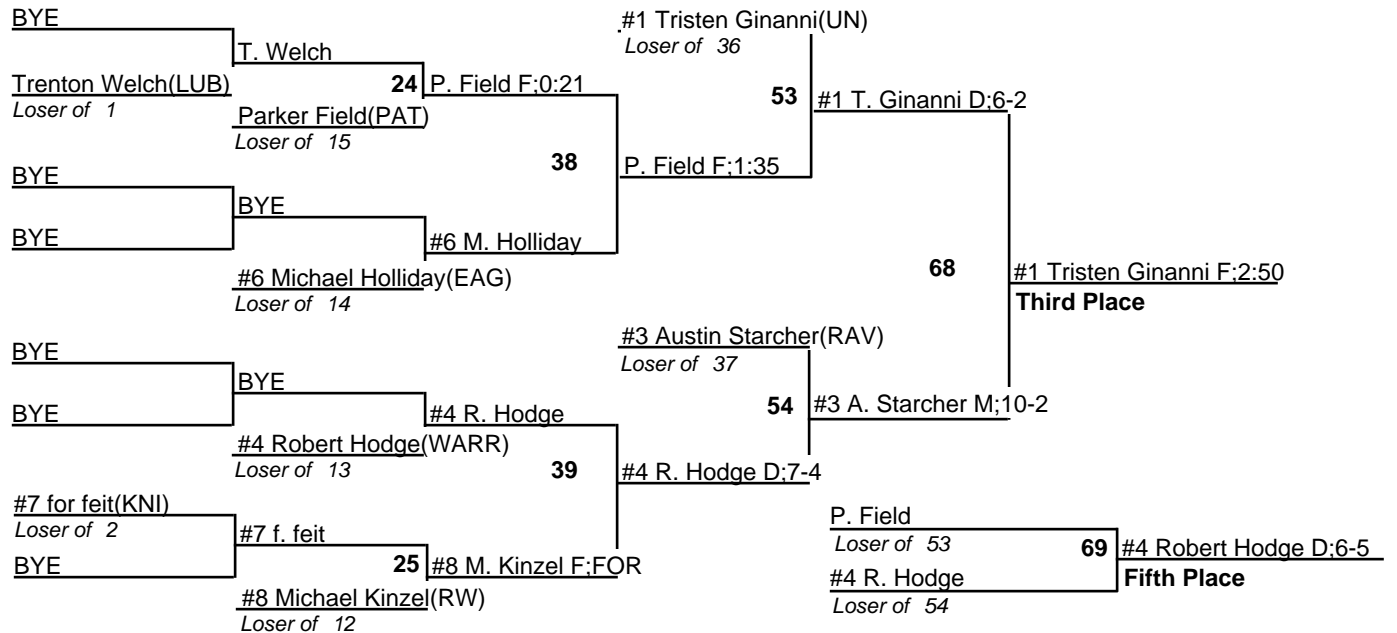 BYE
#1 Tristen Ginanni(UN)
Loser of 36
T. Welch
Trenton Welch(LUB)
Loser of 1
24
P. Field F;0:21
53
#1 T. Ginanni D;6-2
Parker Field(PAT)
Loser of 15
38
P. Field F;1:35
BYE
BYE
BYE
#6 M. Holliday
#6 Michael Holliday(EAG)
Loser of 14
68
#1 Tristen Ginanni F;2:50
Third Place
#3 Austin Starcher(RAV)
Loser of 37
BYE
BYE
BYE
#4 R. Hodge
54
#3 A. Starcher M;10-2
#4 Robert Hodge(WARR)
Loser of 13
39
#4 R. Hodge D;7-4
#7 for feit(KNI)
Loser of 2
#7 f. feit
BYE
25
#8 M. Kinzel F;FOR
#8 Michael Kinzel(RW)
Loser of 12
P. Field
Loser of 53
69
#4 Robert Hodge D;6-5
Fifth Place
#4 R. Hodge
Loser of 54